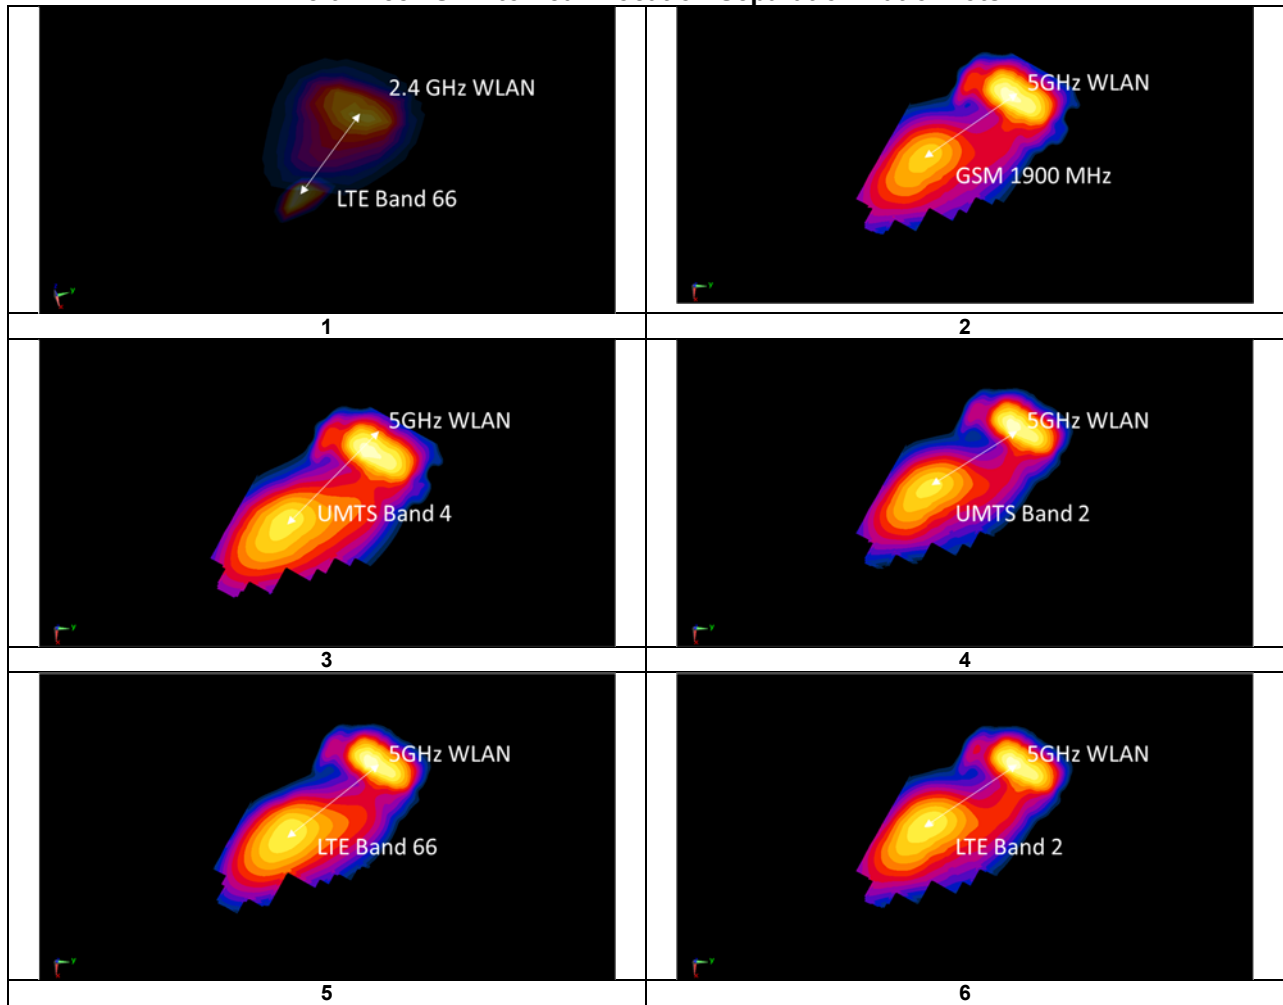 2.4 GHz WLAN
LTE Band 66
5GHz WLAN
GSM 1900 MHz
1
2
5GHz WLAN
UMTS Band 4
5GHz WLAN
UMTS Band 2
3
4
5GHz WLAN
LTE Band 66
5GHz WLAN
LTE Band 2
5
6